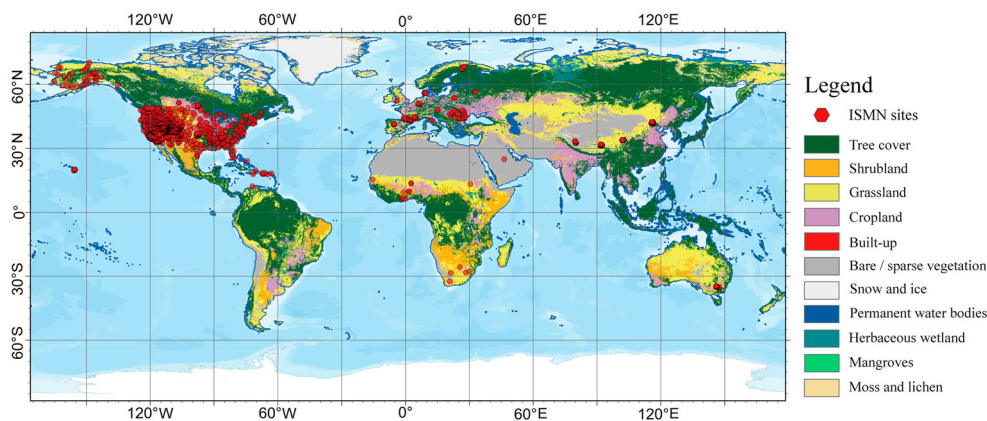 120°W 60°W 0° 60°E 120°E
60°N
30°N
0°
30°S
60°S
120°W 60°W 0° 60°E 120°E
Legend
ISMN sites
Tree cover
Shrubland
Grassland
Cropland
Built-up
Bare / sparse vegetation
Snow and ice
Permanent water bodies
Herbaceous wetland
Mangroves
Moss and lichen